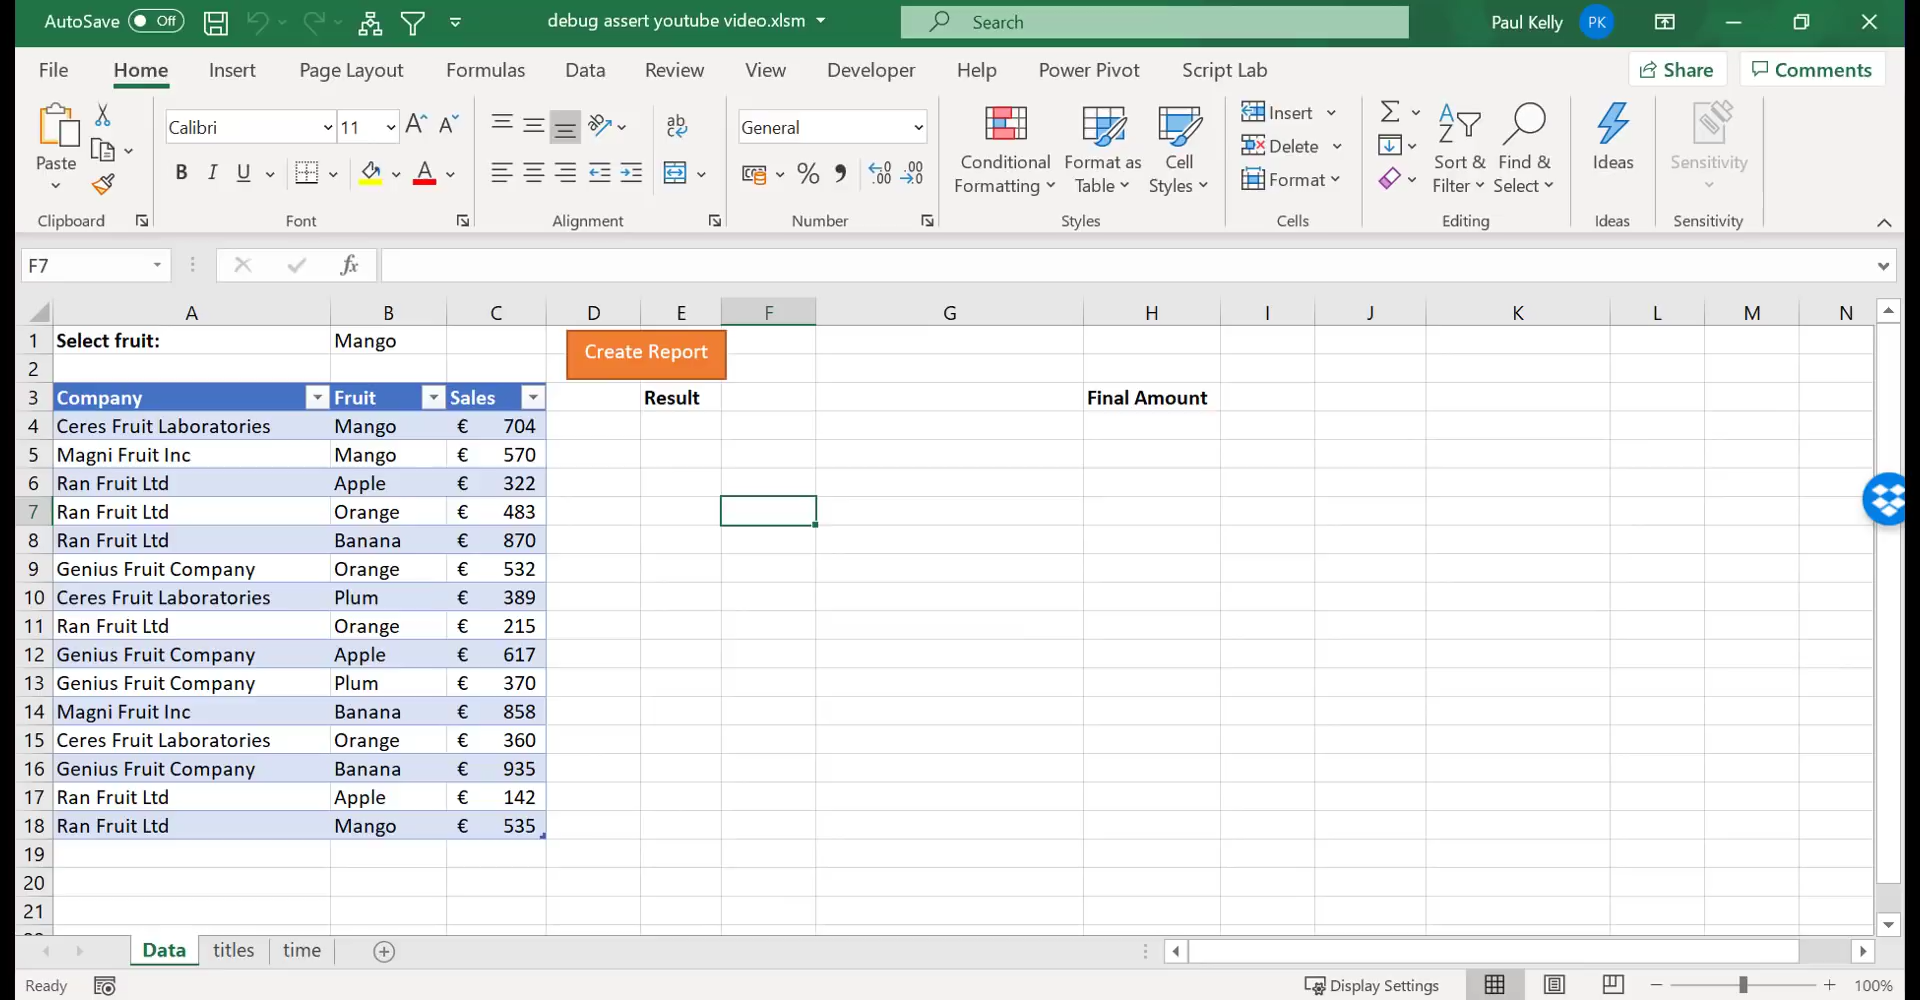 AutoSave Off debug assert youtube video.xlsm Search Paul Kelly PK
File Home Insert Page Layout Formulas Data Review View Developer Help Power Pivot Script Lab Share Comments
Paste
Calibri 11
B I U A
ab
General
% 
Conditional Formatting
Format as Table
Cell Styles
Insert
Delete
Format
Sort & Filter
Find & Select
Ideas
Sensitivity
Clipboard Font Alignment Number Styles Cells Editing Ideas Sensitivity
F7 fx
A B C D E F G H I J K L M N
1 Select fruit: Mango Create Report
2
3 Company Fruit Sales Result Final Amount
4 Ceres Fruit Laboratories Mango € 704
5 Magni Fruit Inc Mango € 570
6 Ran Fruit Ltd Apple € 322
7 Ran Fruit Ltd Orange € 483
8 Ran Fruit Ltd Banana € 870
9 Genius Fruit Company Orange € 532
10 Ceres Fruit Laboratories Plum € 389
11 Ran Fruit Ltd Orange € 215
12 Genius Fruit Company Apple € 617
13 Genius Fruit Company Plum € 370
14 Magni Fruit Inc Banana € 858
15 Ceres Fruit Laboratories Orange € 360
16 Genius Fruit Company Banana € 935
17 Ran Fruit Ltd Apple € 142
18 Ran Fruit Ltd Mango € 535
19
20
21
Data titles time
Ready Display Settings 100%